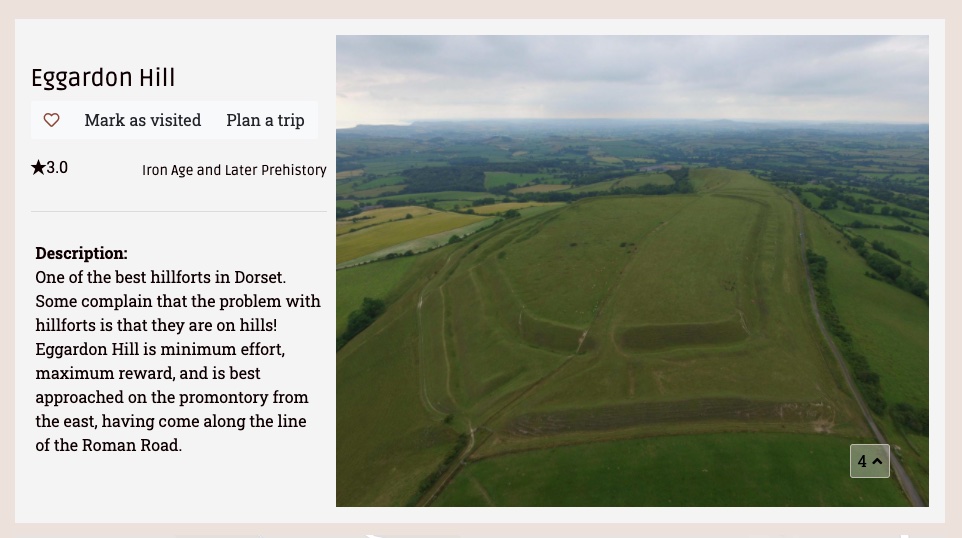 Eggardon Hill
Mark as visited Plan a trip
3.0 Iron Age and Later Prehistory
Description:
One of the best hillforts in Dorset.
Some complain that the problem with
hillforts is that they are on hills!
Eggardon Hill is minimum effort,
maximum reward, and is best
approached on the promontory from
the east, having come along the line
of the Roman Road.
4